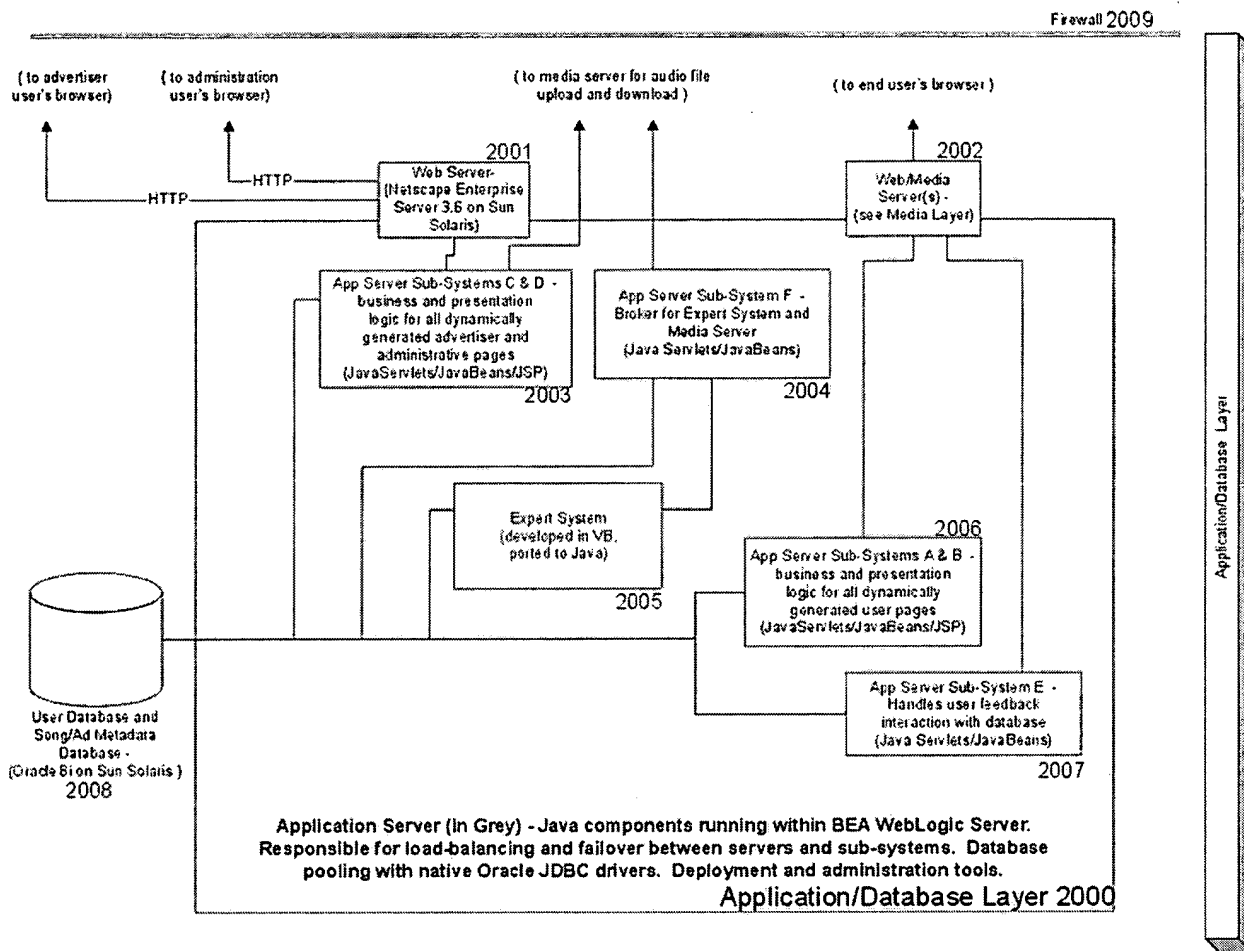 Firewall 2009
( to advertiser
user's browser)
( to administration
user's browser)
( to media server for audio file
upload and download )
( to end user's browser )
HTTP
HTTP
2001
Web Server-
(Netscape Enterprise
Server 3.6 on Sun
Solaris)
2002
Web/Media
Server(s) -
(see Media Layer)
App Server Sub-Systems C & D -
business and presentation
logic for all dynamically
generated advertiser and
administrative pages
(JavaServlets/JavaBeans/JSP)
2003
App Server Sub-System F -
Broker for Expert System and
Media Server
(Java Servlets/JavaBeans)
2004
Expert System
(developed in VB,
ported to Java)
2005
2006
App Server Sub-Systems A & B -
business and presentation
logic for all dynamically
generated user pages
(JavaServlets/JavaBeans/JSP)
App Server Sub-System E -
Handles user feedback
interaction with database
(Java Servlets/JavaBeans)
2007
User Database and
Song/Ad Metadata
Database -
(Oracle 8i on Sun Solaris )
2008
Application Server (In Grey) - Java components running within BEA WebLogic Server.
Responsible for load-balancing and failover between servers and sub-systems. Database
pooling with native Oracle JDBC drivers. Deployment and administration tools.
Application/Database Layer 2000
Application/Database Layer